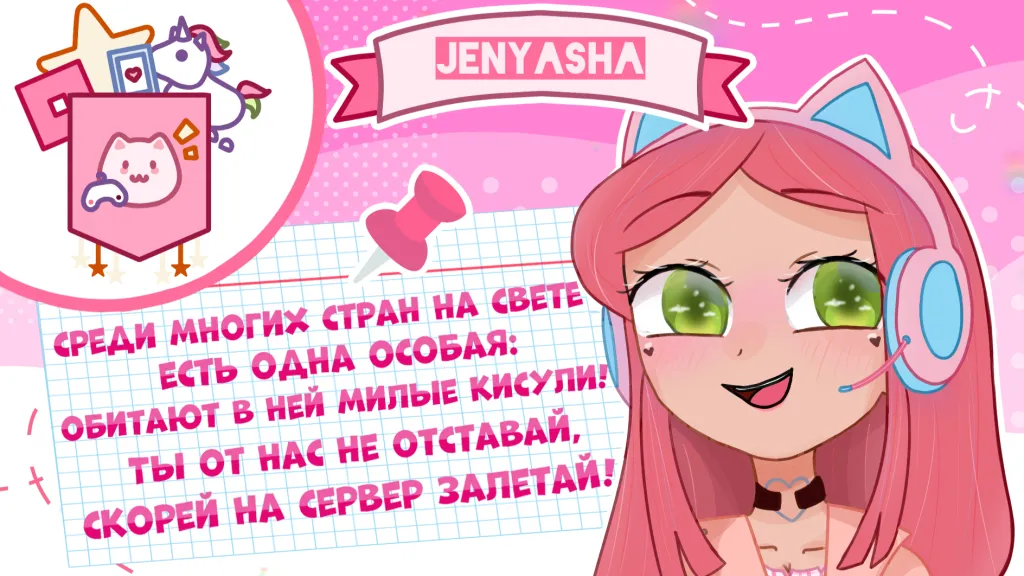 JENYASHA
СРЕДИ МНОГИХ СТРАН НА СВЕТЕ
ЕСТЬ ОДНА ОСОБАЯ:
ОБИТАЮТ В НЕЙ МИЛЫЕ КИСУЛИ!
ТЫ ОТ НАС НЕ ОТСТАВАЙ,
СКОРЕЙ НА СЕРВЕР ЗАЛЕТАЙ!